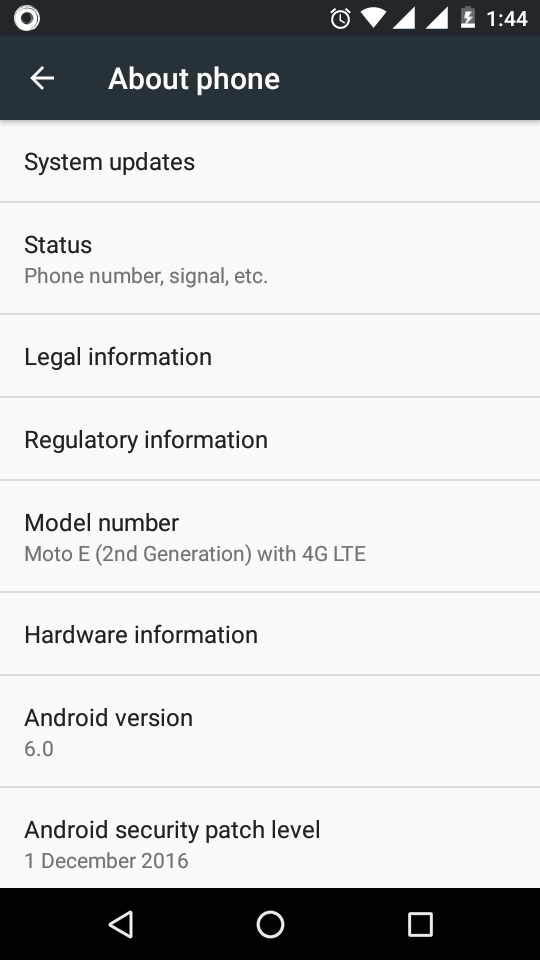 1:44
About phone
System updates
Status
Phone number, signal, etc.
Legal information
Regulatory information
Model number
Moto E (2nd Generation) with 4G LTE
Hardware information
Android version
6.0
Android security patch level
1 December 2016